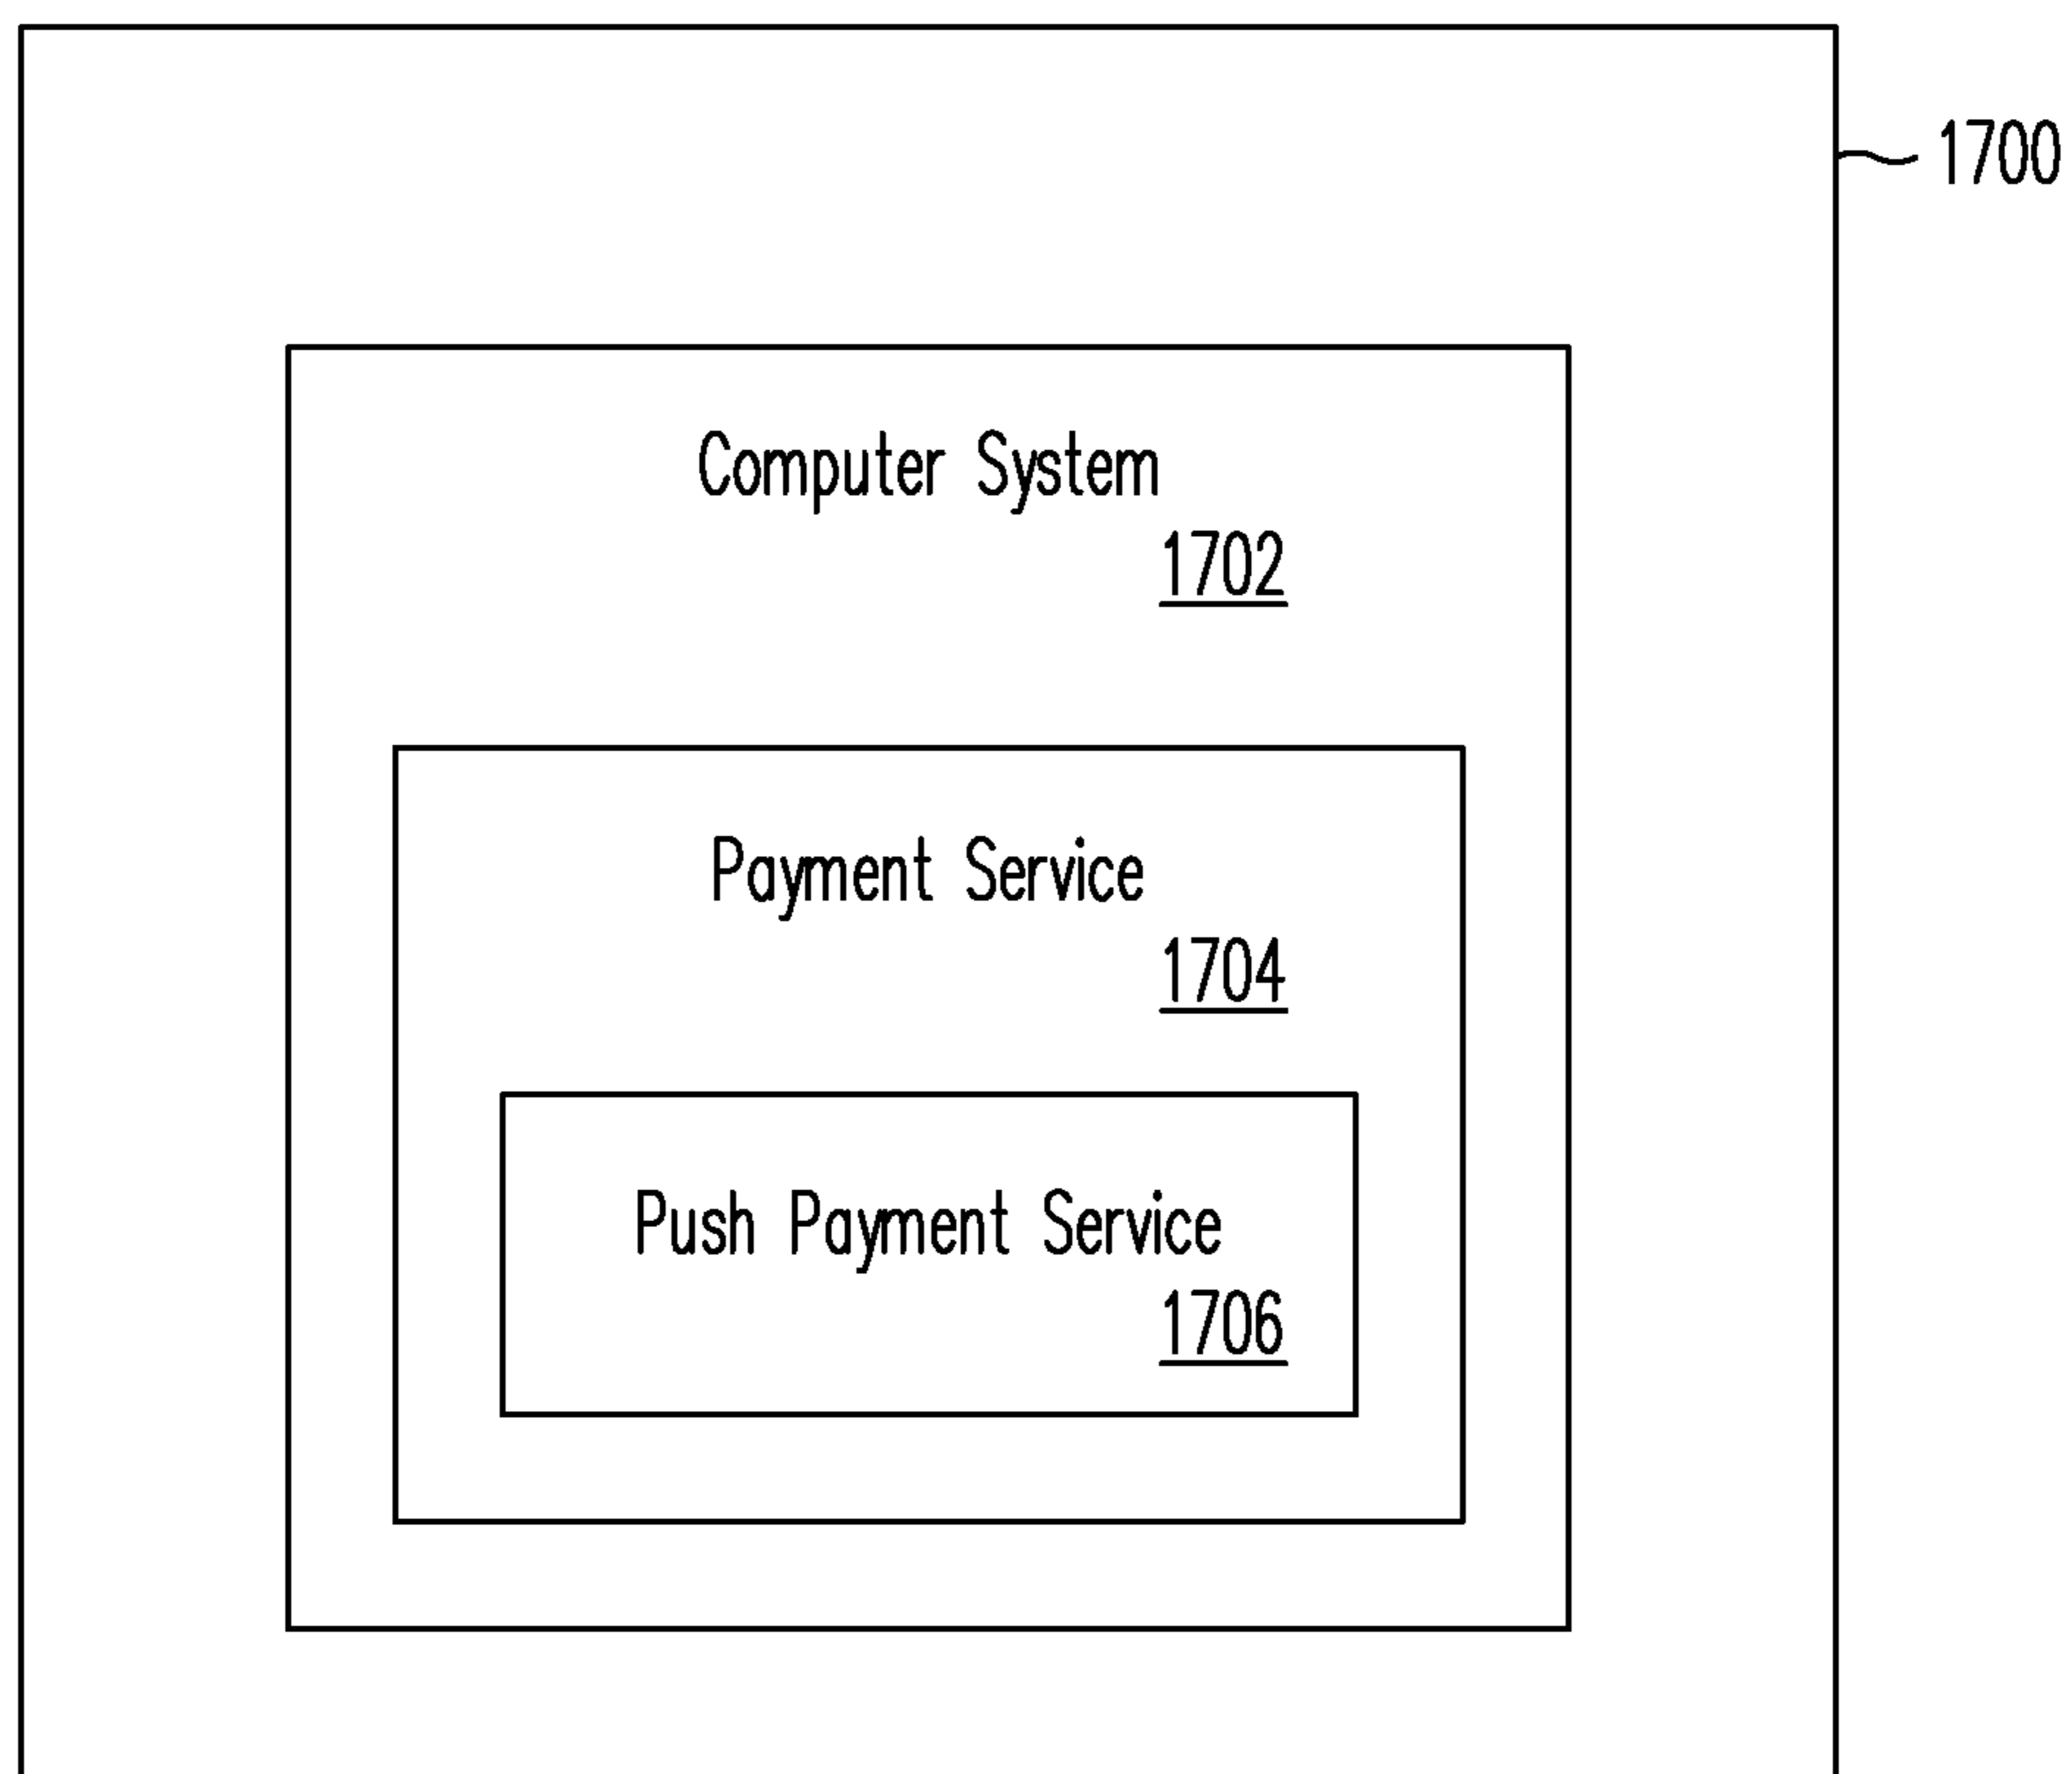 1700
Computer System
1702
Payment Service
1704
Push Payment Service
1706